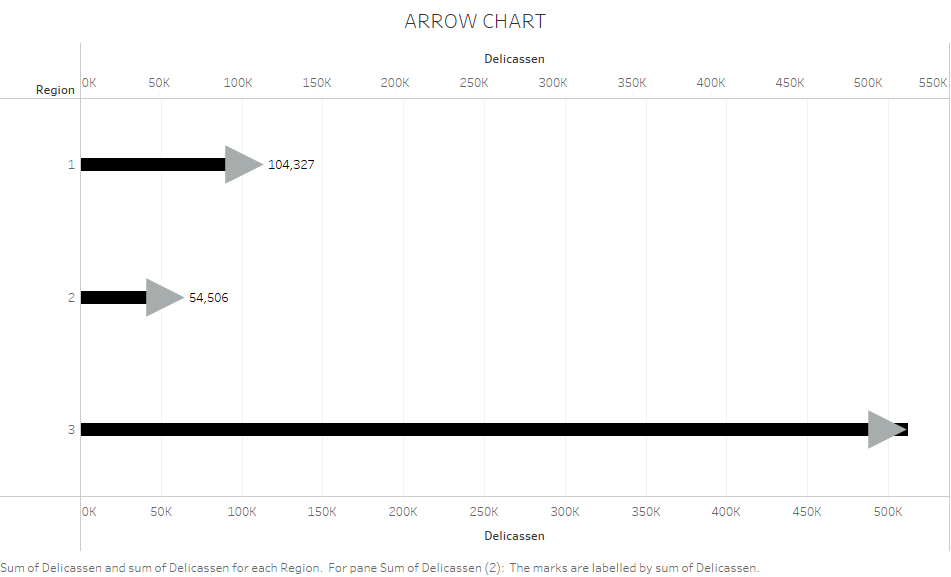 ARROW CHART
Delicassen
Region
0K 50K 100K 150K 200K 250K 300K 350K 400K 450K 500K 550K
1 104,327
2 54,506
3
0K 50K 100K 150K 200K 250K 300K 350K 400K 450K 500K
Delicassen
Sum of Delicassen and sum of Delicassen for each Region. For pane Sum of Delicassen (2): The marks are labelled by sum of Delicassen.